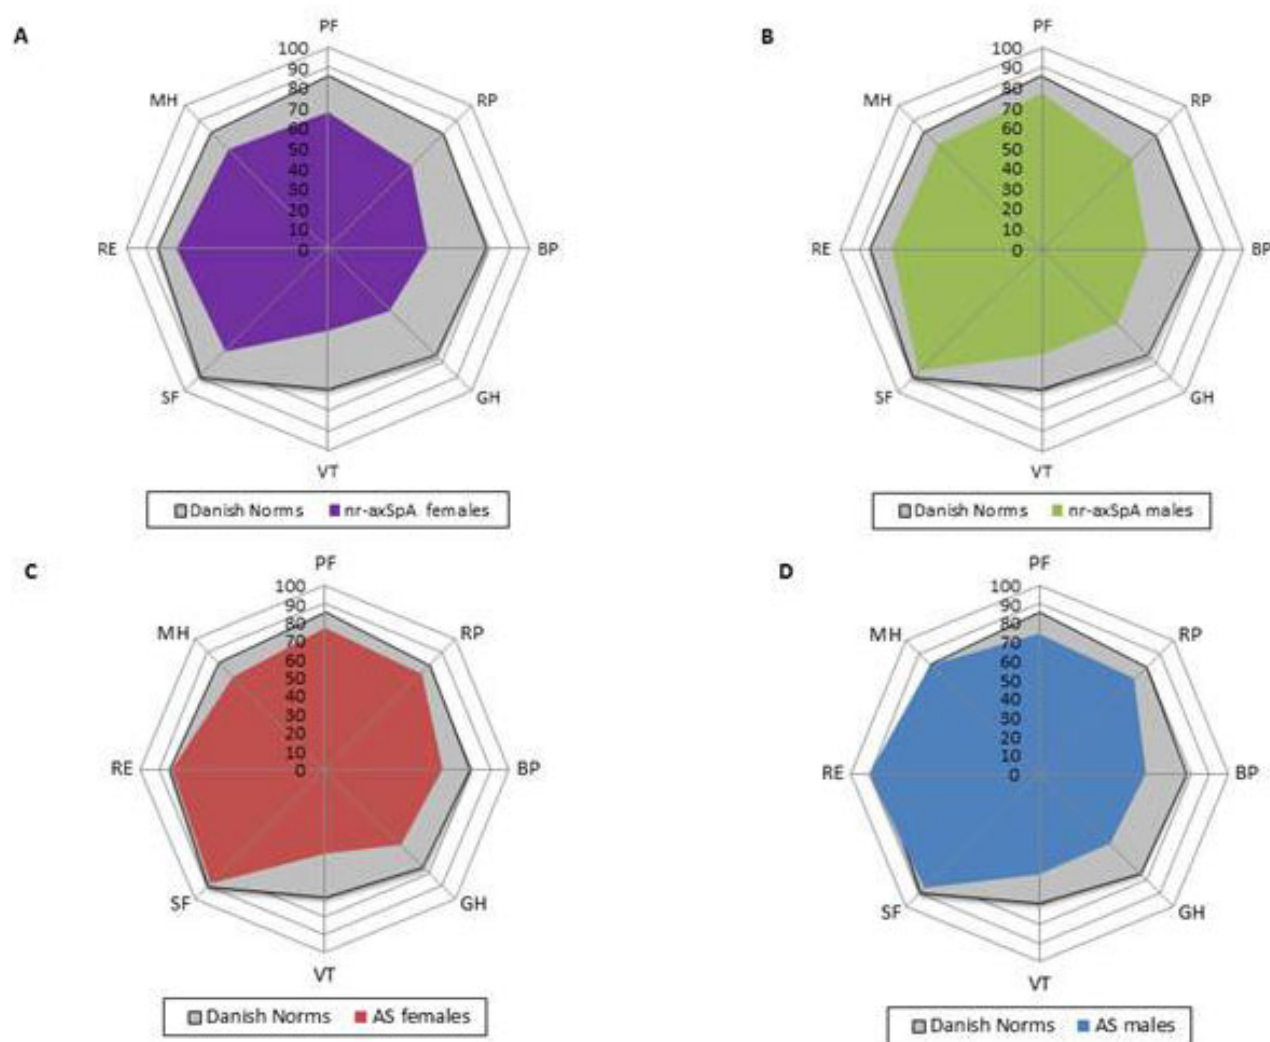 A
PF
100
90
80
70
60
50
40
30
20
10
0
MH
RP
RE
BP
SF
GH
VT
Danish Norms nr-axSpA females
B
PF
100
90
80
70
60
50
40
30
20
10
0
MH
RP
RE
BP
SF
GH
VT
Danish Norms nr-axSpA males
C
PF
100
90
80
70
60
50
40
30
20
10
0
MH
RP
RE
BP
SF
GH
VT
Danish Norms AS females
D
PF
100
90
80
70
60
50
40
30
20
10
0
MH
RP
RE
BP
SF
GH
VT
Danish Norms AS males